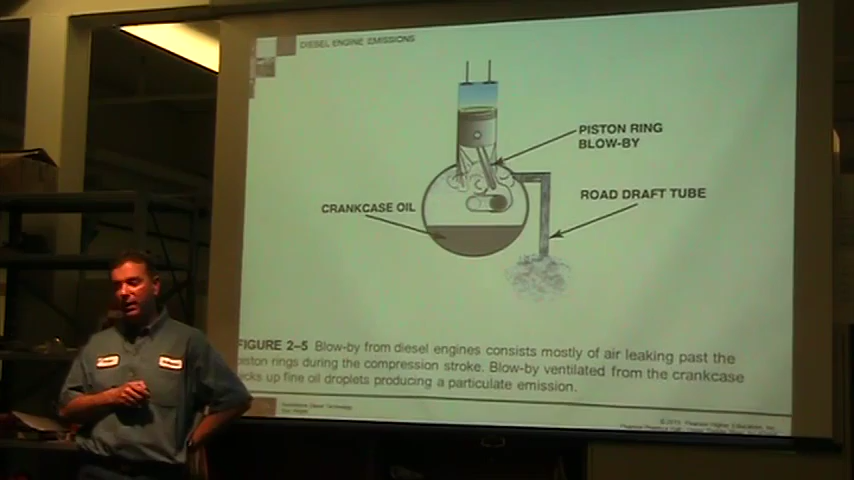 DIESEL ENGINE EMISSIONS
PISTON RING
BLOW-BY
ROAD DRAFT TUBE
CRANKCASE OIL
FIGURE 2–5 Blow-by from diesel engines consists mostly of air leaking past the
piston rings during the compression stroke. Blow-by ventilated from the crankcase
picks up fine oil droplets producing a particulate emission.